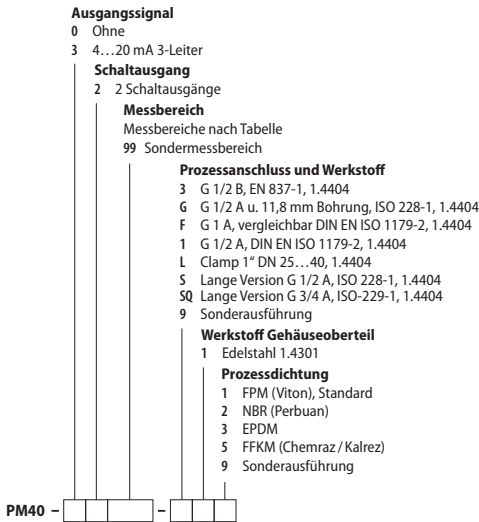 Ausgangssignal
0 Ohne
3 4…20 mA 3-Leiter
Schaltausgang
2 2 Schaltausgänge
Messbereich
Messbereiche nach Tabelle
99 Sondermessbereich
Prozessanschluss und Werkstoff
3 G 1/2 B, EN 837-1, 1.4404
G G 1/2 A u. 11,8 mm Bohrung, ISO 228-1, 1.4404
F G 1 A, vergleichbar DIN EN ISO 1179-2, 1.4404
1 G 1/2 A, DIN EN ISO 1179-2, 1.4404
L Clamp 1“ DN 25…40, 1.4404
S Lange Version G 1/2 A, ISO 228-1, 1.4404
SQ Lange Version G 3/4 A, ISO-229-1, 1.4404
9 Sonderausführung
Werkstoff Gehäuseoberteil
1 Edelstahl 1.4301
Prozessdichtung
1 FPM (Viton), Standard
2 NBR (Perbuan)
3 EPDM
5 FFKM (Chemraz / Kalrez)
9 Sonderausführung
PM40 – –